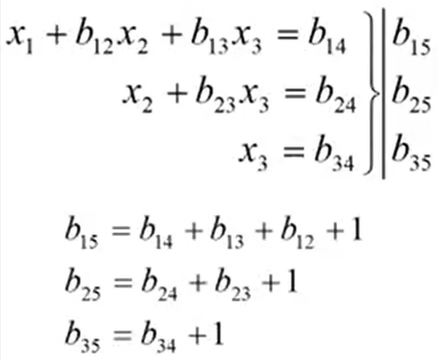 x₁ + b₁₂x₂ + b₁₃x₃ = b₁₄ | b₁₅
x₂ + b₂₃x₃ = b₂₄ | b₂₅
x₃ = b₃₄ | b₃₅
b₁₅ = b₁₄ + b₁₃ + b₁₂ + 1
b₂₅ = b₂₄ + b₂₃ + 1
b₃₅ = b₃₄ + 1